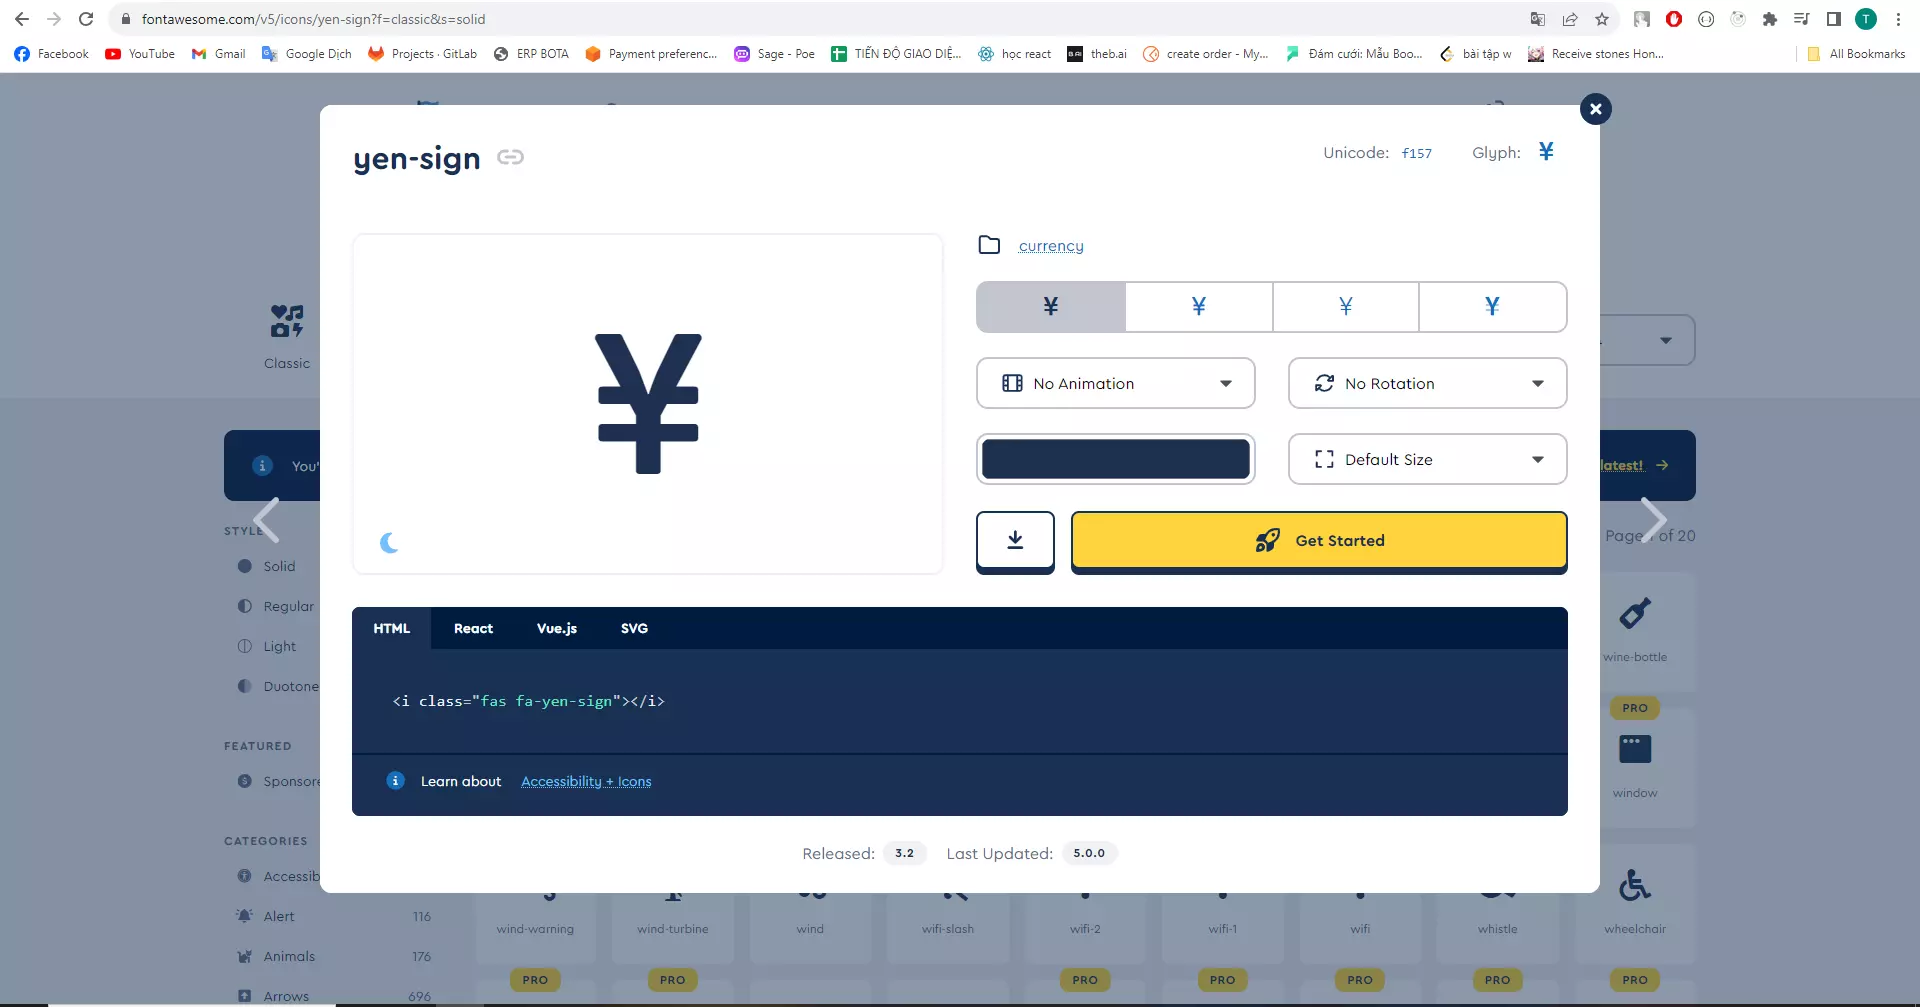 fontawesome.com/v5/icons/yen-sign?f=classic&s=solid
T
Facebook
YouTube
Gmail
Google Dịch
Projects · GitLab
ERP BOTA
Payment preferenc...
Sage - Poe
TIẾN ĐỘ GIAO DIỆ...
học react
B.AI
theb.ai
create order - My...
Đám cưới: Mẫu Boo...
bài tập w
Receive stones Hon...
All Bookmarks
yen-sign
Unicode: f157
Glyph: ¥
¥
currency
¥ ¥ ¥ ¥
No Animation
No Rotation
Default Size
Get Started
HTML
React
Vue.js
SVG
<i class="fas fa-yen-sign"></i>
Learn about Accessibility + Icons
Released: 3.2 Last Updated: 5.0.0
Classic
You'
latest!
STYLE
Solid
Regular
Light
Duotone
FEATURED
Sponsore
CATEGORIES
Accessib
Alert 116
Animals 176
Arrows 696
of 20
wine-bottle
PRO
window
wind-warning
wind-turbine
wind
wifi-slash
wifi-2
wifi-1
wifi
whistle
wheelchair
PRO
PRO
PRO
PRO
PRO
PRO
PRO